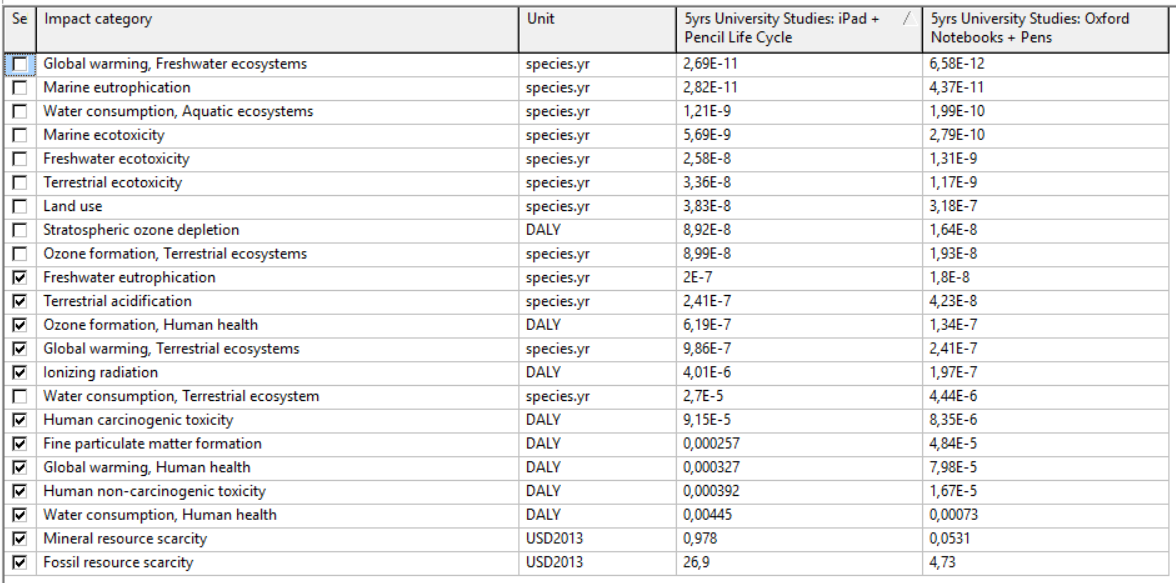 Se Impact category Unit 5yrs University Studies: iPad + 5yrs University Studies: Oxford
Pencil Life Cycle Notebooks + Pens
Global warming, Freshwater ecosystems species.yr 2,69E-11 6,58E-12
Marine eutrophication species.yr 2,82E-11 4,37E-11
Water consumption, Aquatic ecosystems species.yr 1,21E-9 1,99E-10
Marine ecotoxicity species.yr 5,69E-9 2,79E-10
Freshwater ecotoxicity species.yr 2,58E-8 1,31E-9
Terrestrial ecotoxicity species.yr 3,36E-8 1,17E-9
Land use species.yr 3,83E-8 3,18E-7
Stratospheric ozone depletion DALY 8,92E-8 1,64E-8
Ozone formation, Terrestrial ecosystems species.yr 8,99E-8 1,93E-8
Freshwater eutrophication species.yr 2E-7 1,8E-8
Terrestrial acidification species.yr 2,41E-7 4,23E-8
Ozone formation, Human health DALY 6,19E-7 1,34E-7
Global warming, Terrestrial ecosystems species.yr 9,86E-7 2,41E-7
Ionizing radiation DALY 4,01E-6 1,97E-7
Water consumption, Terrestrial ecosystem species.yr 2,7E-5 4,44E-6
Human carcinogenic toxicity DALY 9,15E-5 8,35E-6
Fine particulate matter formation DALY 0,000257 4,84E-5
Global warming, Human health DALY 0,000327 7,98E-5
Human non-carcinogenic toxicity DALY 0,000392 1,67E-5
Water consumption, Human health DALY 0,00445 0,00073
Mineral resource scarcity USD2013 0,978 0,0531
Fossil resource scarcity USD2013 26,9 4,73